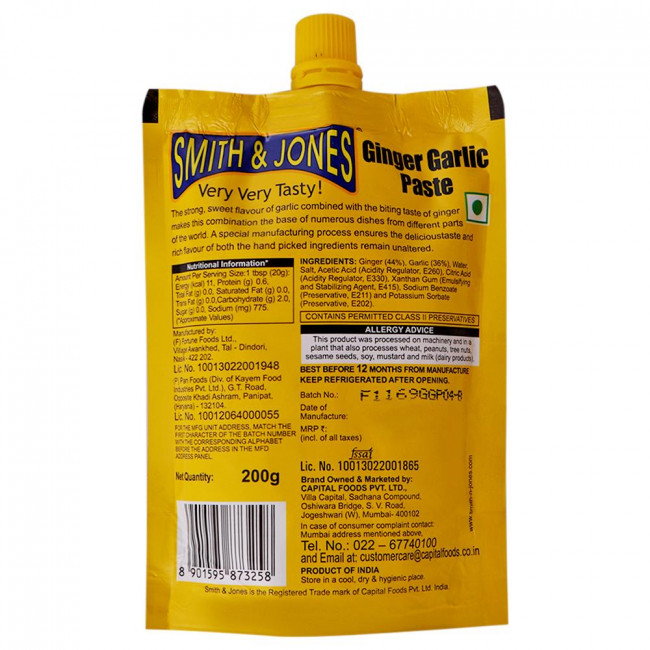 SMITH & JONES
Very Very Tasty!
Ginger Garlic
Paste
The strong, sweet flavour of garlic combined with the biting taste of ginger
makes this combination the base of numerous dishes from different parts
of the world. A special manufacturing process ensures the delicioustaste and
rich flavour of both the hand picked ingredients remain unaltered.
Nutritional Information*
Amount Per Serving Size:1 tbsp (20g):
Energy (kcal) 11, Protein (g) 0.6,
Total Fat (g) 0.0, Saturated Fat (g) 0.0,
Trans Fat (g) 0.0,Carbohydrate (g) 2.0,
Sugar (g) 0.0, Sodium (mg) 775.
(*Approximate Values)
Manufactured by:
(F) Fortune Foods Ltd.,
Village Awankhed, Tal - Dindori,
Nasik- 422 202.
Lic No. 10013022001948
(P) Pan Foods (Div. of Kayem Food
Industries Pvt. Ltd.), G.T. Road,
Opposite Khadi Ashram, Panipat,
(Haryana) - 132104.
Lic No. 10012064000055
FOR THE MFG UNIT ADDRESS, MATCH THE
FIRST CHARACTER OF THE BATCH NUMBER
WITH THE CORRESPONDING ALPHABET
BEFORE THE ADDRESS IN THE MFD
ADDRESS PANEL.
Net Quantity: 200g
8 901595 873258
INGREDIENTS: Ginger (44%), Garlic (36%), Water,
Salt, Acetic Acid (Acidity Regulator, E260), Citric Acid
(Acidity Regulator, E330), Xanthan Gum (Emulsifying
and Stabilizing Agent, E415), Sodium Benzoate
(Preservative, E211) and Potassium Sorbate
(Preservative, E202).
CONTAINS PERMITTED CLASS II PRESERVATIVES
ALLERGY ADVICE
This product was processed on machinery and in a
plant that also processes wheat, peanuts, tree nuts,
sesame seeds, soy, mustard and milk (dairy products).
BEST BEFORE 12 MONTHS FROM MANUFACTURE
KEEP REFRIGERATED AFTER OPENING.
Batch No.: F1169GGP04-B
Date of
Manufacture:
MRP ₹:
(incl. of all taxes)
fssai
Lic. No. 10013022001865
Brand Owned & Marketed by:
CAPITAL FOODS PVT. LTD.,
Villa Capital, Sadhana Compound,
Oshiwara Bridge, S. V. Road,
Jogeshwari (W), Mumbai- 400102
In case of consumer complaint contact:
Mumbai address mentioned above,
Tel. No.: 022 – 67740100
and Email at: customercare@capitalfoods.co.in
PRODUCT OF INDIA
Store in a cool, dry & hygienic place.
www.smith-n-jones.com
Smith & Jones is the Registered Trade mark of Capital Foods Pvt. Ltd. India.